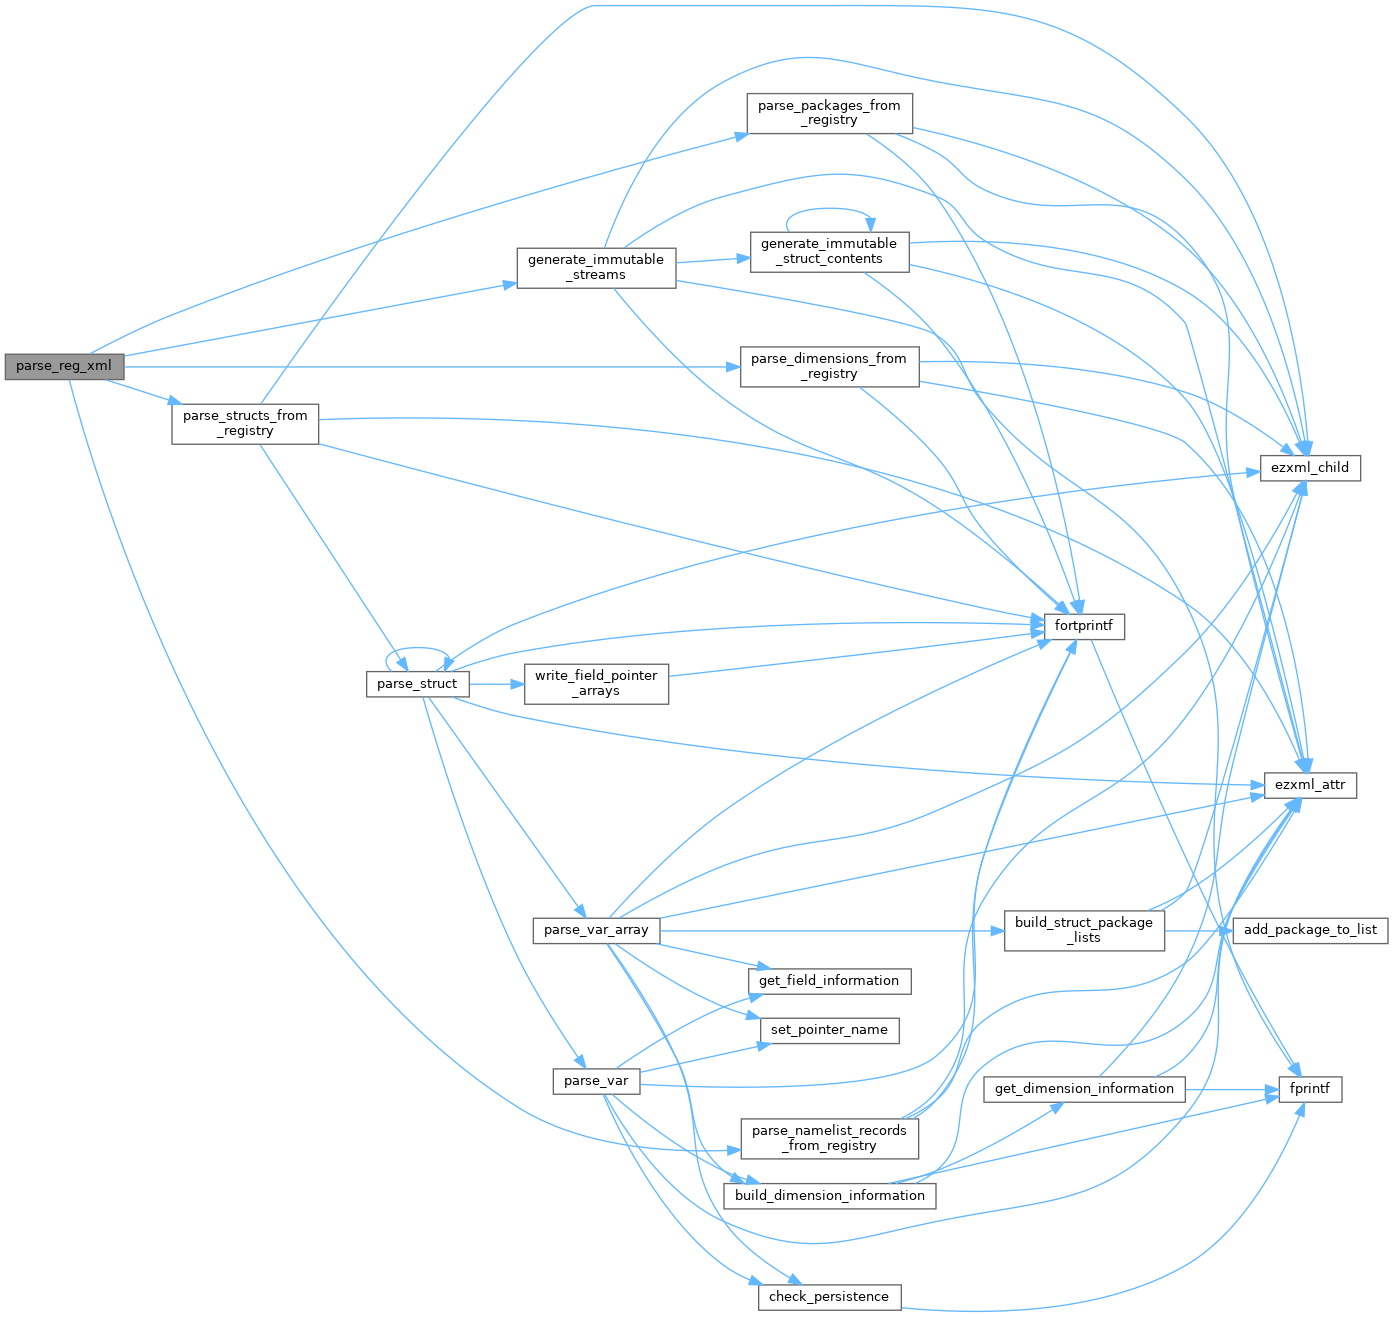 parse_packages_from
_registry
generate_immutable
_struct_contents
generate_immutable
_streams
parse_reg_xml
parse_dimensions_from
_registry
parse_structs_from
_registry
ezxml_child
fortprintf
parse_struct
write_field_pointer
_arrays
ezxml_attr
parse_var_array
build_struct_package
_lists
add_package_to_list
get_field_information
set_pointer_name
parse_var
get_dimension_information
fprintf
parse_namelist_records
_from_registry
build_dimension_information
check_persistence